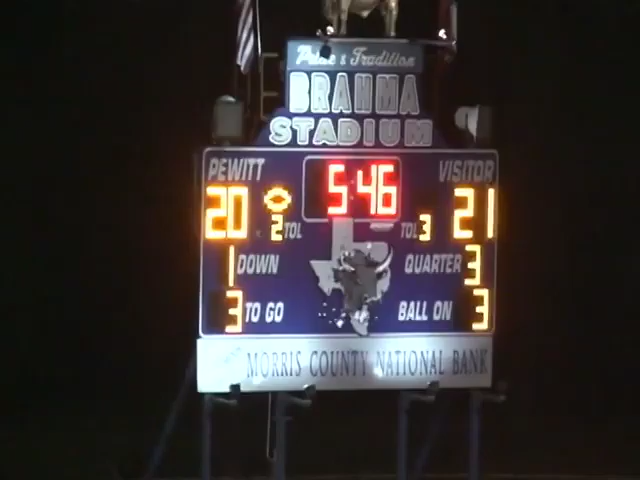 Pride & Tradition
BRAHMA
STADIUM
PEWITT 5:46 VISITOR
20 2 TOL TOL 3 21
1 DOWN QUARTER 3
3 TO GO BALL ON 3
MORRIS COUNTY NATIONAL BANK